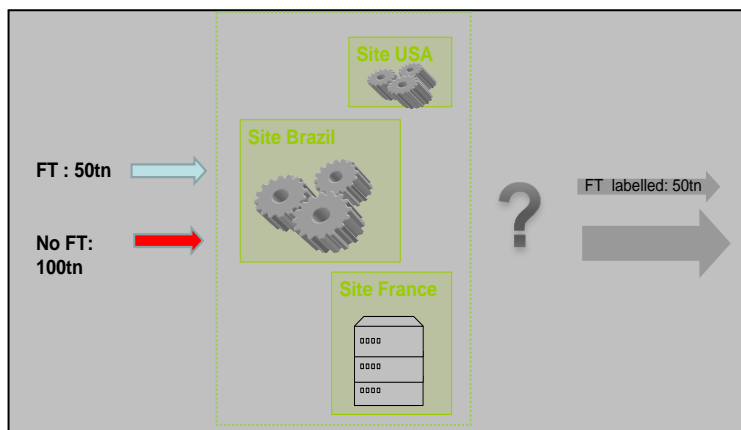 Site USA
Site Brazil
FT : 50tn
FT labelled: 50tn
?
No FT:
100tn
Site France